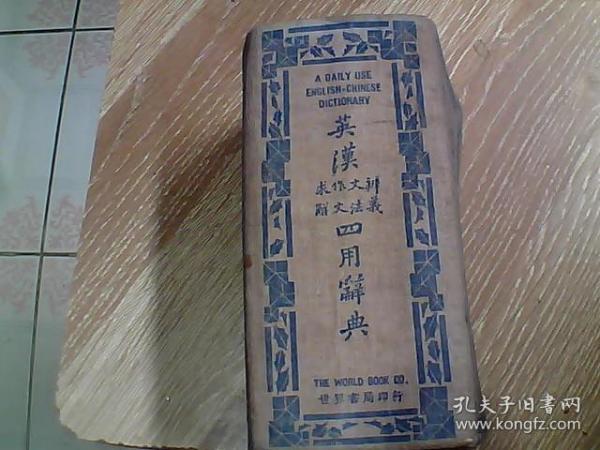 A DAILY USE
ENGLISH-CHINESE
DICTIONARY
英漢
求作文辨
解文法義
四用辭典
THE WORLD BOOK CO.
世界書局印行
孔夫子旧书网
www.kongfz.com